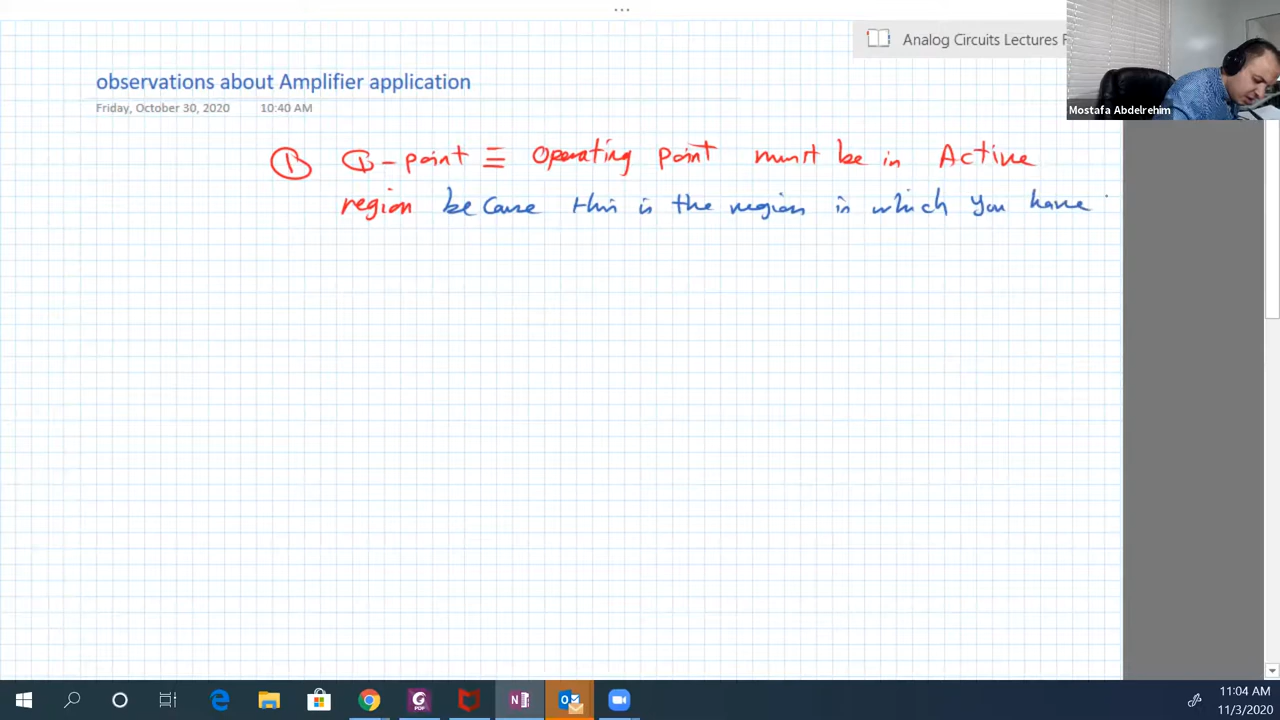 Analog Circuits Lectures
observations about Amplifier application
Friday, October 30, 2020 10:40 AM
Mostafa Abdelrehim
① Q-point ≡ Operating point must be in Active
region because this is the region in which you have
11:04 AM
11/3/2020